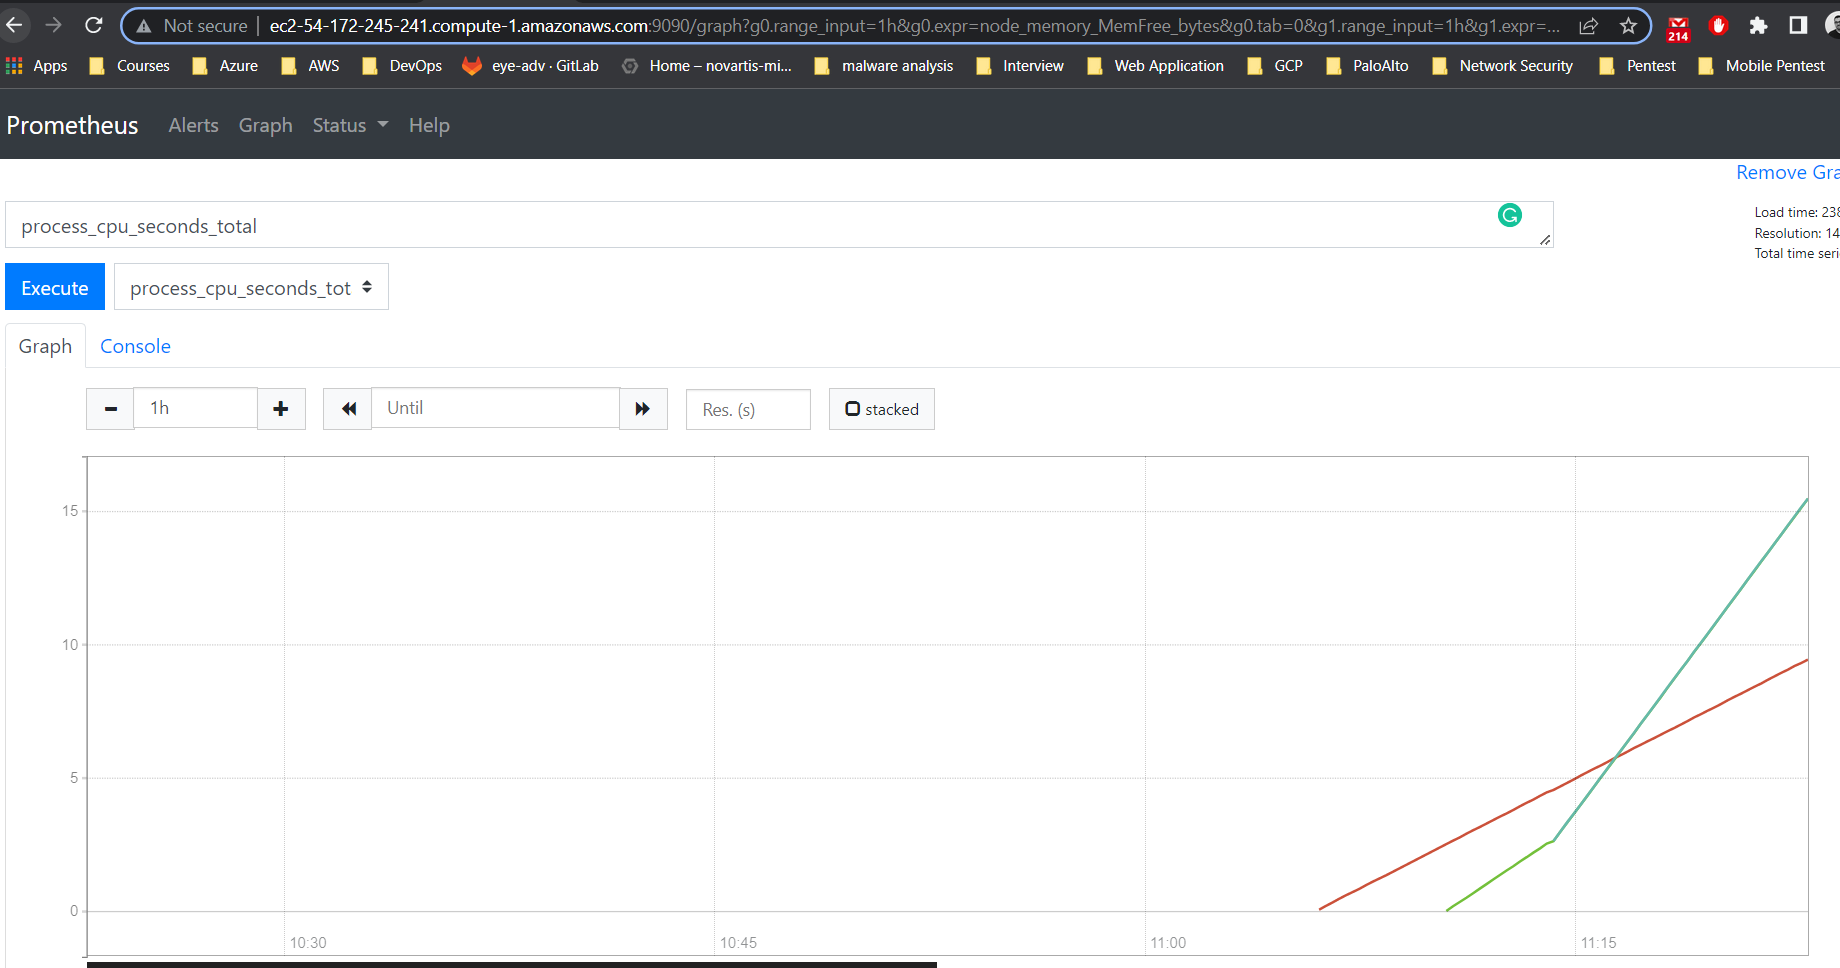 Not secure | ec2-54-172-245-241.compute-1.amazonaws.com:9090/graph?g0.range_input=1h&g0.expr=node_memory_MemFree_bytes&g0.tab=0&g1.range_input=1h&g1.expr=...
214
Apps Courses Azure AWS DevOps eye-adv · GitLab Home – novartis-mi... malware analysis Interview Web Application GCP PaloAlto Network Security Pentest Mobile Pentest
Prometheus Alerts Graph Status Help
Remove Gra
process_cpu_seconds_total
Load time: 238
Resolution: 14
Total time seri
Execute process_cpu_seconds_tot
Graph Console
1h Until Res. (s) stacked
15
10
5
0
10:30 10:45 11:00 11:15